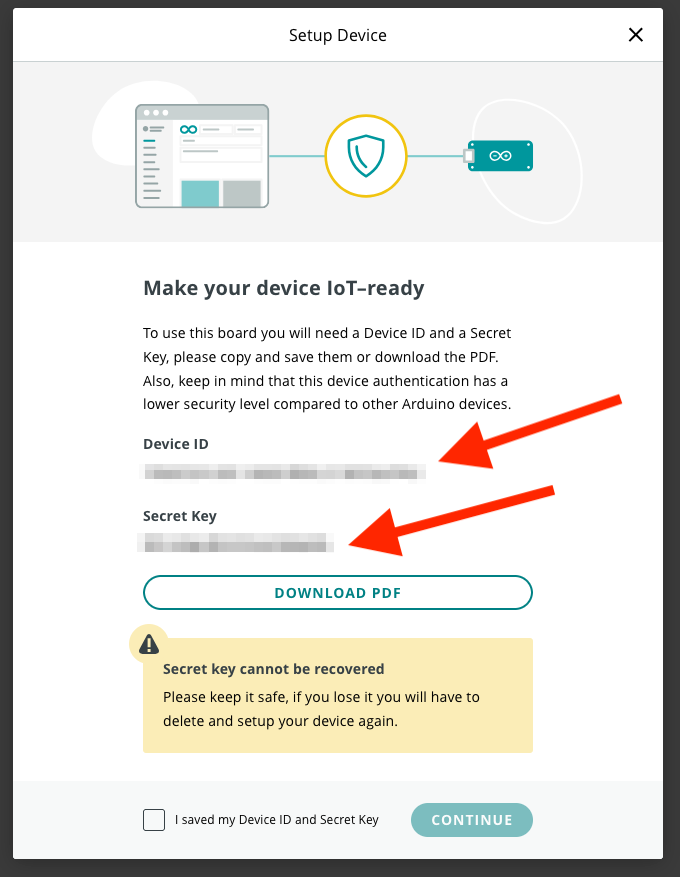 Setup Device
Make your device IoT–ready
To use this board you will need a Device ID and a Secret
Key, please copy and save them or download the PDF.
Also, keep in mind that this device authentication has a
lower security level compared to other Arduino devices.
Device ID
Secret Key
DOWNLOAD PDF
Secret key cannot be recovered
Please keep it safe, if you lose it you will have to
delete and setup your device again.
I saved my Device ID and Secret Key
CONTINUE